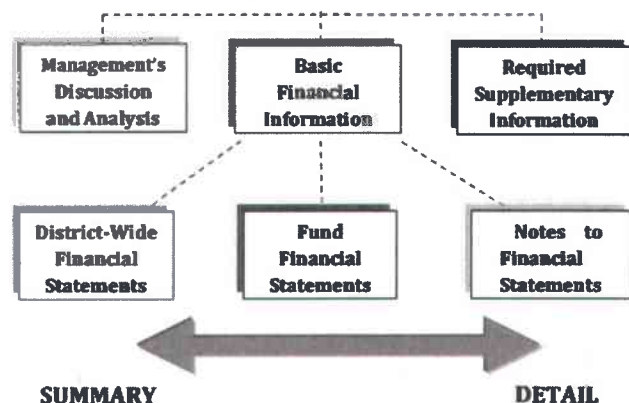 Management's
Discussion
and Analysis
Basic
Financial
Information
Required
Supplementary
Information
District-Wide
Financial
Statements
Fund
Financial
Statements
Notes to
Financial
Statements
SUMMARY
DETAIL